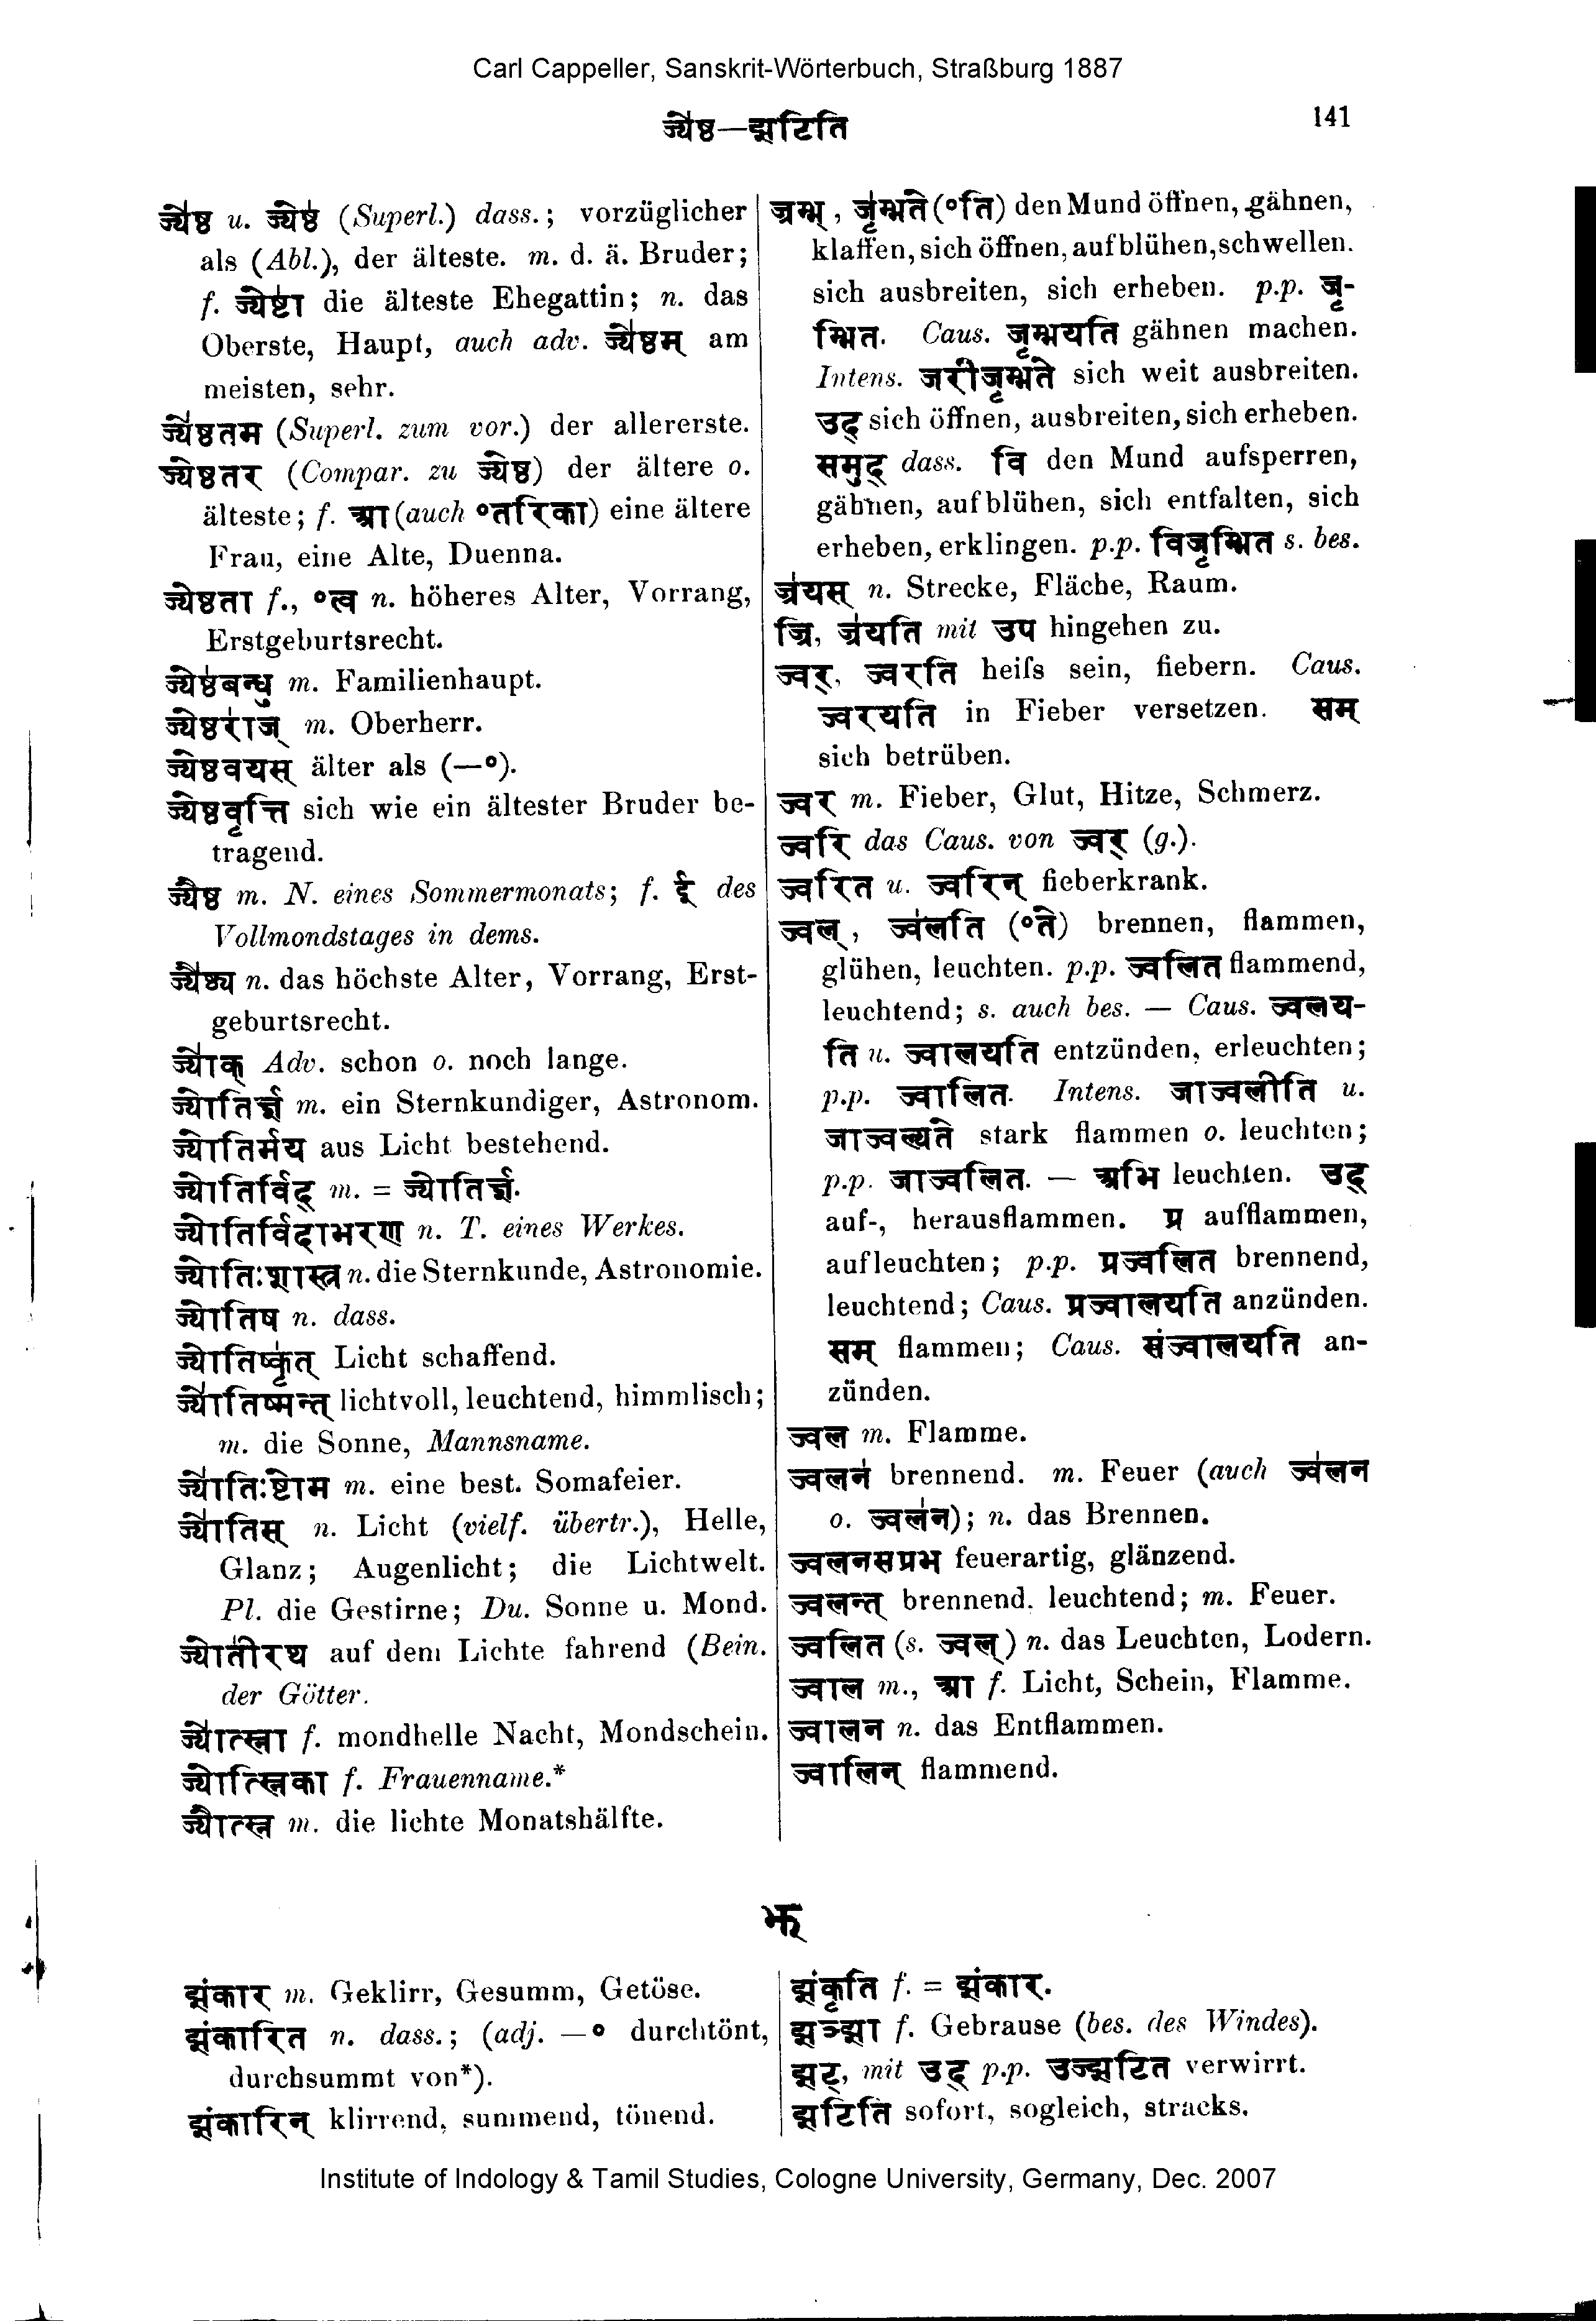 Carl Cappeller, Sanskrit-Wörterbuch, Straßburg 1887
ज्येष्ठ—झटिति
141
ज्येष्ठ u. ज्येष्ठ (Superl.) dass.; vorzüglicher
als (Abl.), der älteste. m. d. ä. Bruder;
f. ज्येष्ठा die älteste Ehegattin; n. das
Oberste, Haupt, auch adv. ज्येष्ठम् am
meisten, sehr.
ज्येष्ठतम (Superl. zum vor.) der allererste.
ज्येष्ठतर (Compar. zu ज्येष्ठ) der ältere o.
älteste; f. आ (auch °तरिका) eine ältere
Frau, eine Alte, Duenna.
ज्येष्ठता f., °त्व n. höheres Alter, Vorrang,
Erstgeburtsrecht.
ज्येष्ठबन्धु m. Familienhaupt.
ज्येष्ठराज् m. Oberherr.
ज्येष्ठवयस् älter als (—°).
ज्येष्ठवृत्ति sich wie ein ältester Bruder be-
tragend.
ज्यैष्ठ m. N. eines Sommermonats; f. ई des
Vollmondstages in dems.
ज्यैष्ठ्य n. das höchste Alter, Vorrang, Erst-
geburtsrecht.
ज्योक् Adv. schon o. noch lange.
ज्योतिर्ज्ञ m. ein Sternkundiger, Astronom.
ज्योतिर्मय aus Licht bestehend.
ज्योतिर्विद् m. = ज्योतिर्ज्ञ.
ज्योतिर्विदाभरण n. T. eines Werkes.
ज्योतिःशास्त्र n. die Sternkunde, Astronomie.
ज्योतिष n. dass.
ज्योतिष्कृत् Licht schaffend.
ज्योतिष्मन्त् lichtvoll, leuchtend, himmlisch;
m. die Sonne, Mannsname.
ज्योतिःष्टोम m. eine best. Somafeier.
ज्योतिस् n. Licht (vielf. übertr.), Helle,
Glanz; Augenlicht; die Lichtwelt.
Pl. die Gestirne; Du. Sonne u. Mond.
ज्योतीरथ auf dem Lichte fahrend (Bein.
der Götter.
ज्योत्स्ना f. mondhelle Nacht, Mondschein.
ज्योत्स्निका f. Frauenname.*
ज्यौत्स्न m. die lichte Monatshälfte.
ज्रम्भ्, जृम्भते (°ति) den Mund öffnen, gähnen,
klaffen, sich öffnen, aufblühen, schwellen.
sich ausbreiten, sich erheben. p.p. जृ-
म्भित. Caus. जृम्भयति gähnen machen.
Intens. जरीजृम्भते sich weit ausbreiten.
उद् sich öffnen, ausbreiten, sich erheben.
समुद् dass. वि den Mund aufsperren,
gähnen, aufblühen, sich entfalten, sich
erheben, erklingen. p.p. विजृम्भित s. bes.
ज्रयस् n. Strecke, Fläche, Raum.
ज्रि, ज्रयति mit उप hingehen zu.
ज्वर्, ज्वरति heiſs sein, fiebern. Caus.
ज्वरयति in Fieber versetzen. सम्
sich betrüben.
ज्वर m. Fieber, Glut, Hitze, Schmerz.
ज्वरि das Caus. von ज्वर् (g.).
ज्वरित u. ज्वरिन् fieberkrank.
ज्वल्, ज्वलति (°ते) brennen, flammen,
glühen, leuchten. p.p. ज्वलित flammend,
leuchtend; s. auch bes. — Caus. ज्वलय-
ति u. ज्वालयति entzünden, erleuchten;
p.p. ज्वालित. Intens. जाज्वलीति u.
जाज्वल्यते stark flammen o. leuchten;
p.p. जाज्वलित. — अभि leuchten. उद्
auf-, herausflammen. प्र aufflammen,
aufleuchten; p.p. प्रज्वलित brennend,
leuchtend; Caus. प्रज्वालयति anzünden.
सम् flammen; Caus. संज्वालयति an-
zünden.
ज्वल m. Flamme.
ज्वलन brennend. m. Feuer (auch ज्वलन
o. ज्वलन); n. das Brennen.
ज्वलनसप्रभ feuerartig, glänzend.
ज्वलन्त् brennend, leuchtend; m. Feuer.
ज्वलित (s. ज्वल्) n. das Leuchten, Lodern.
ज्वाल m., आ f. Licht, Schein, Flamme.
ज्वालन n. das Entflammen.
ज्वालिन् flammend.
झ्
झंकार m. Geklirr, Gesumm, Getöse.
झंकारित n. dass.; (adj. —° durchtönt,
durchsummt von*).
झंकारिन् klirrend, summend, tönend.
झंकृति f. = झंकार.
झञ्झा f. Gebrause (bes. des Windes).
झट्, mit उद् p.p. उज्झटित verwirrt.
झटिति sofort, sogleich, stracks.
Institute of Indology & Tamil Studies, Cologne University, Germany, Dec. 2007